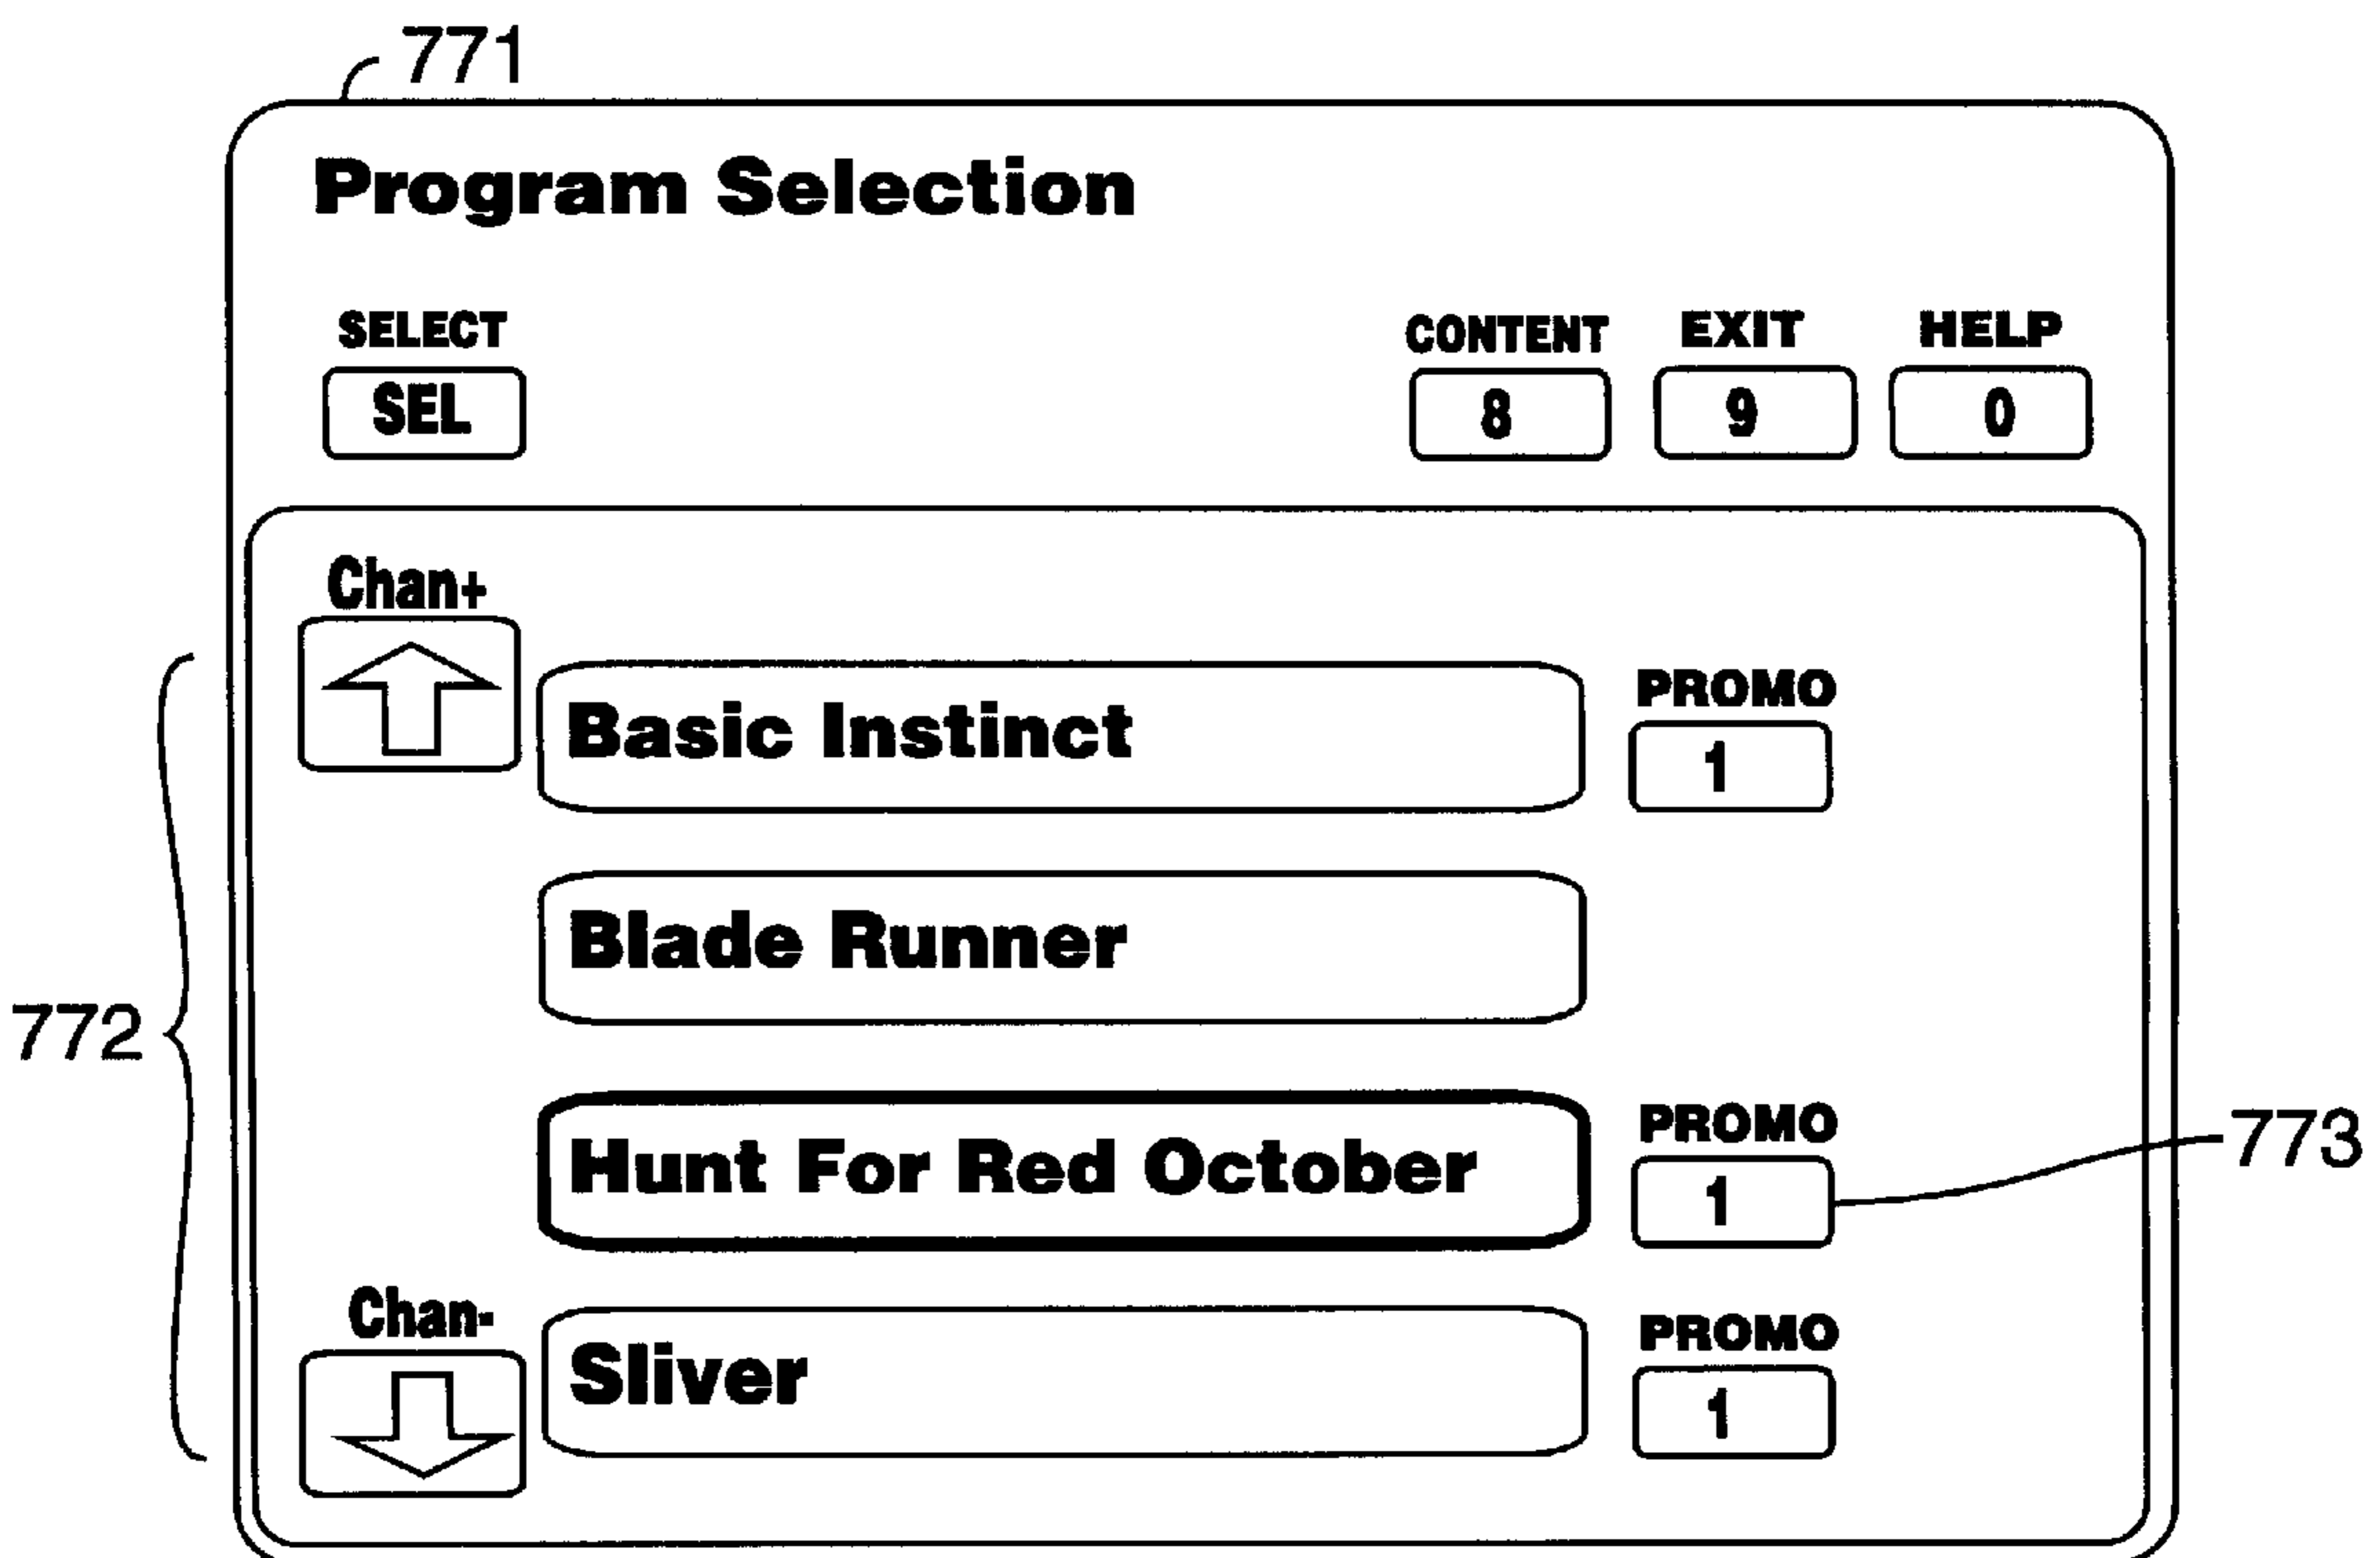 771
Program Selection
SELECT CONTENT EXIT HELP
SEL 8 9 0
Chan+
Basic Instinct PROMO
1
Blade Runner
772
Hunt For Red October PROMO
1 773
Chan-
Sliver PROMO
1